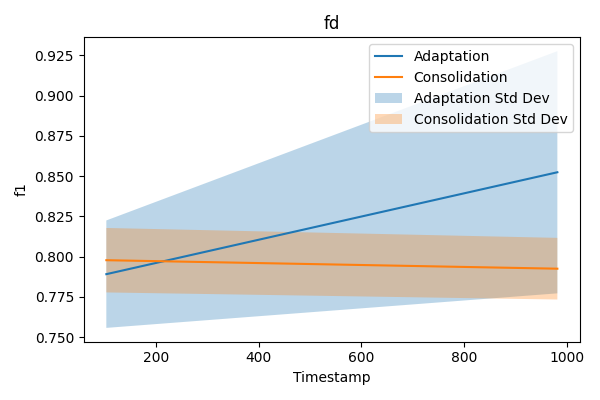 fd
0.925
0.900
0.875
0.850
0.825
0.800
0.775
0.750
f1
Adaptation
Consolidation
Adaptation Std Dev
Consolidation Std Dev
200
400
600
800
1000
Timestamp